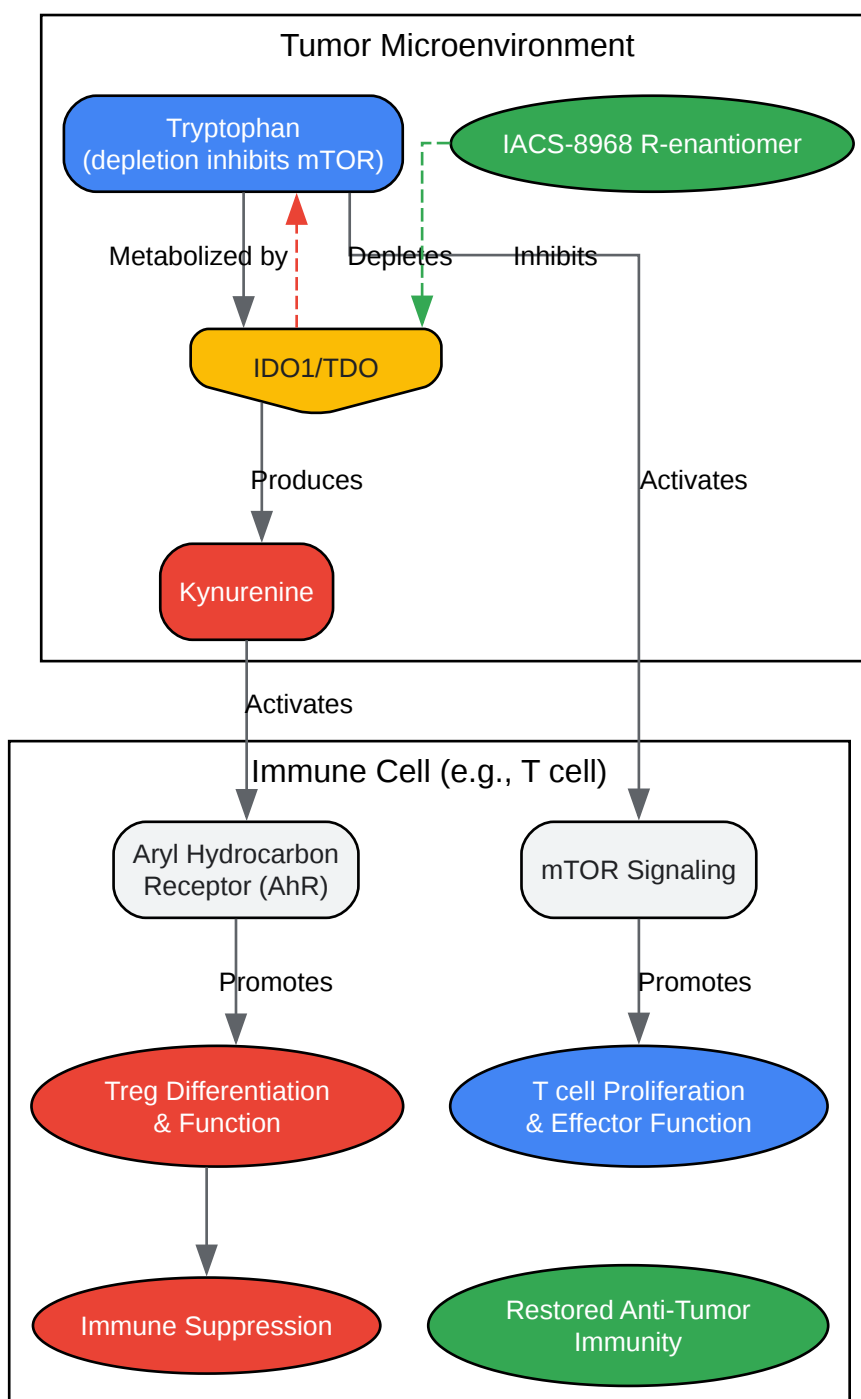 Tumor Microenvironment
Tryptophan
(depletion inhibits mTOR)
IACS-8968 R-enantiomer
Metabolized by
Depletes
Inhibits
IDO1/TDO
Produces
Activates
Kynurenine
Activates
Immune Cell (e.g., T cell)
Aryl Hydrocarbon
Receptor (AhR)
mTOR Signaling
Promotes
Promotes
Treg Differentiation
& Function
T cell Proliferation
& Effector Function
Immune Suppression
Restored Anti-Tumor
Immunity